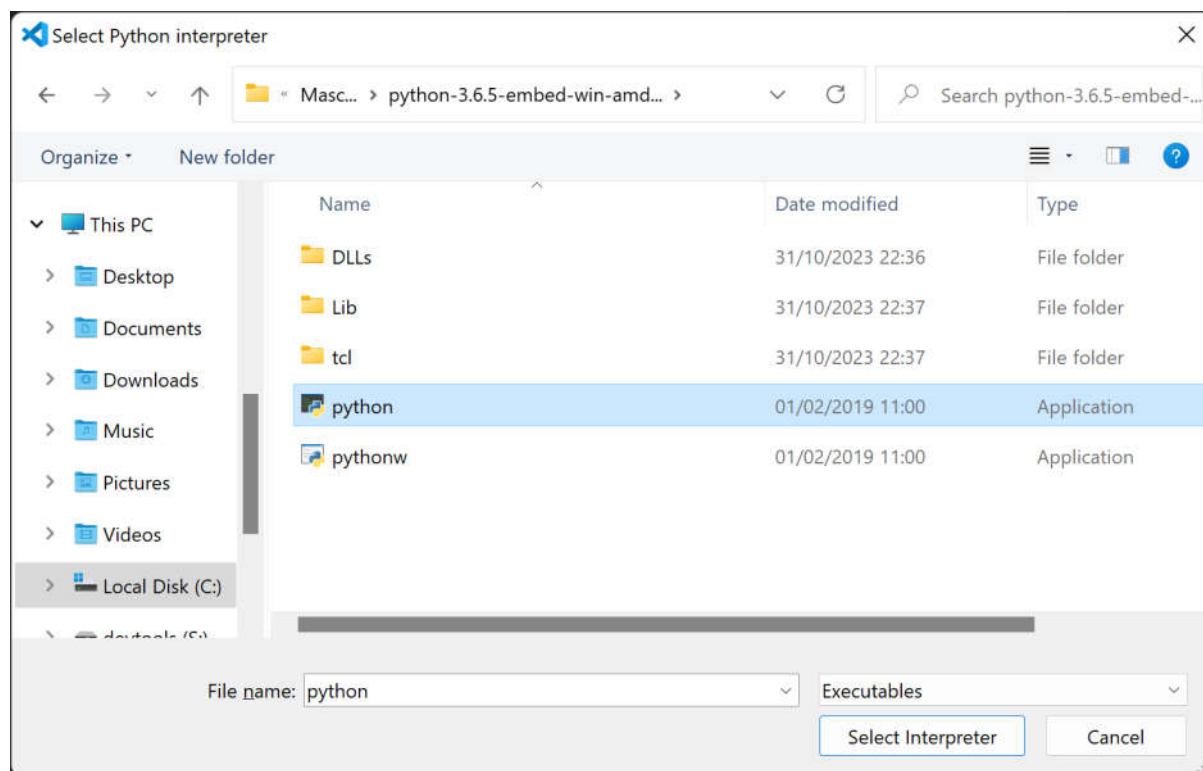 Select Python interpreter
« Masc... > python-3.6.5-embed-win-amd... >
Search python-3.6.5-embed-...
Organize
New folder
Name Date modified Type
This PC
Desktop
Documents
Downloads
Music
Pictures
Videos
Local Disk (C:)
devtools (S:)
DLLs 31/10/2023 22:36 File folder
Lib 31/10/2023 22:37 File folder
tcl 31/10/2023 22:37 File folder
python 01/02/2019 11:00 Application
pythonw 01/02/2019 11:00 Application
File name: python
Executables
Select Interpreter
Cancel